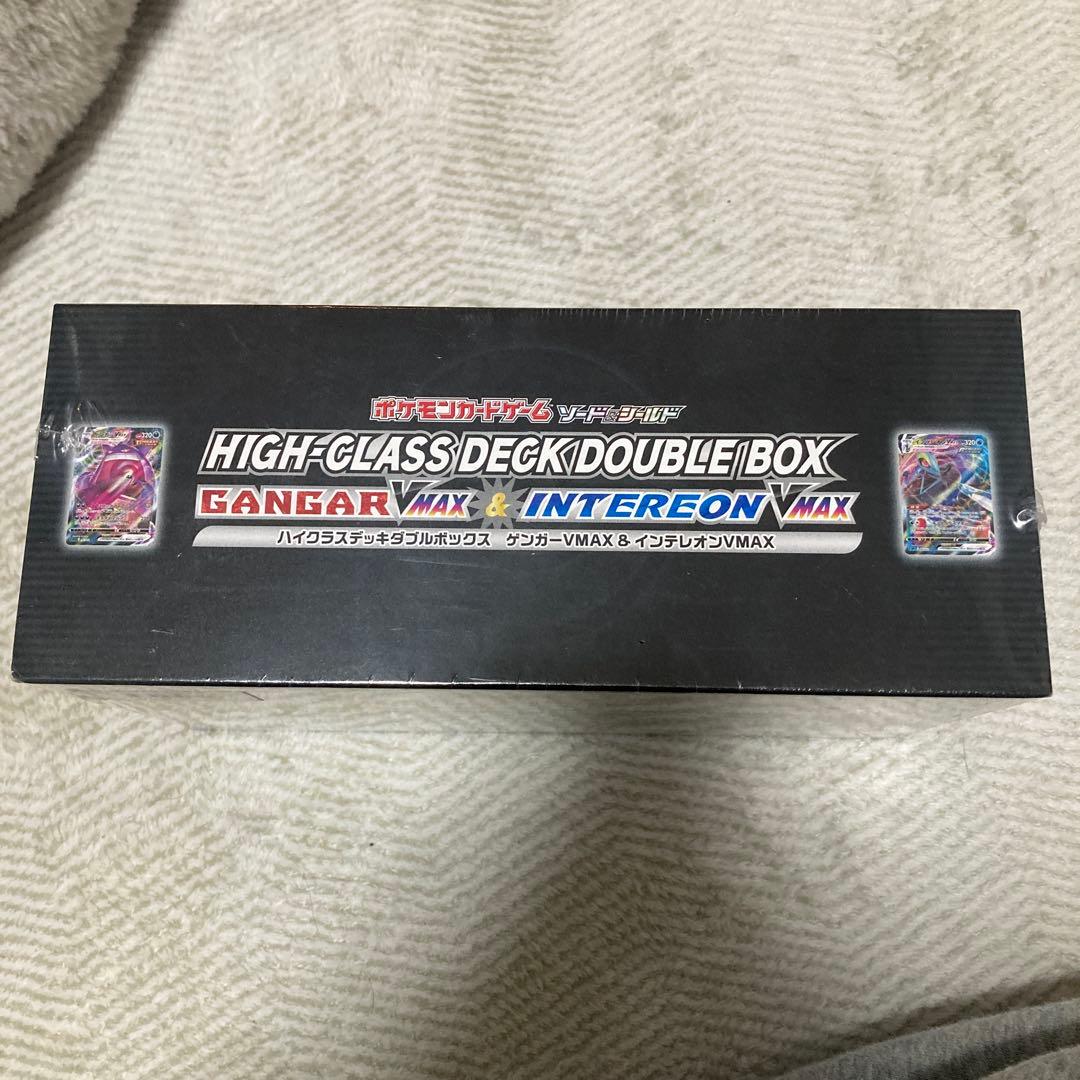 ポケモンカードゲーム ソード&シールド
HIGH-CLASS DECK DOUBLE BOX
GANGAR VMAX & INTEREON VMAX
ハイクラスデッキダブルボックス ゲンガーVMAX & インテレオンVMAX
320
320